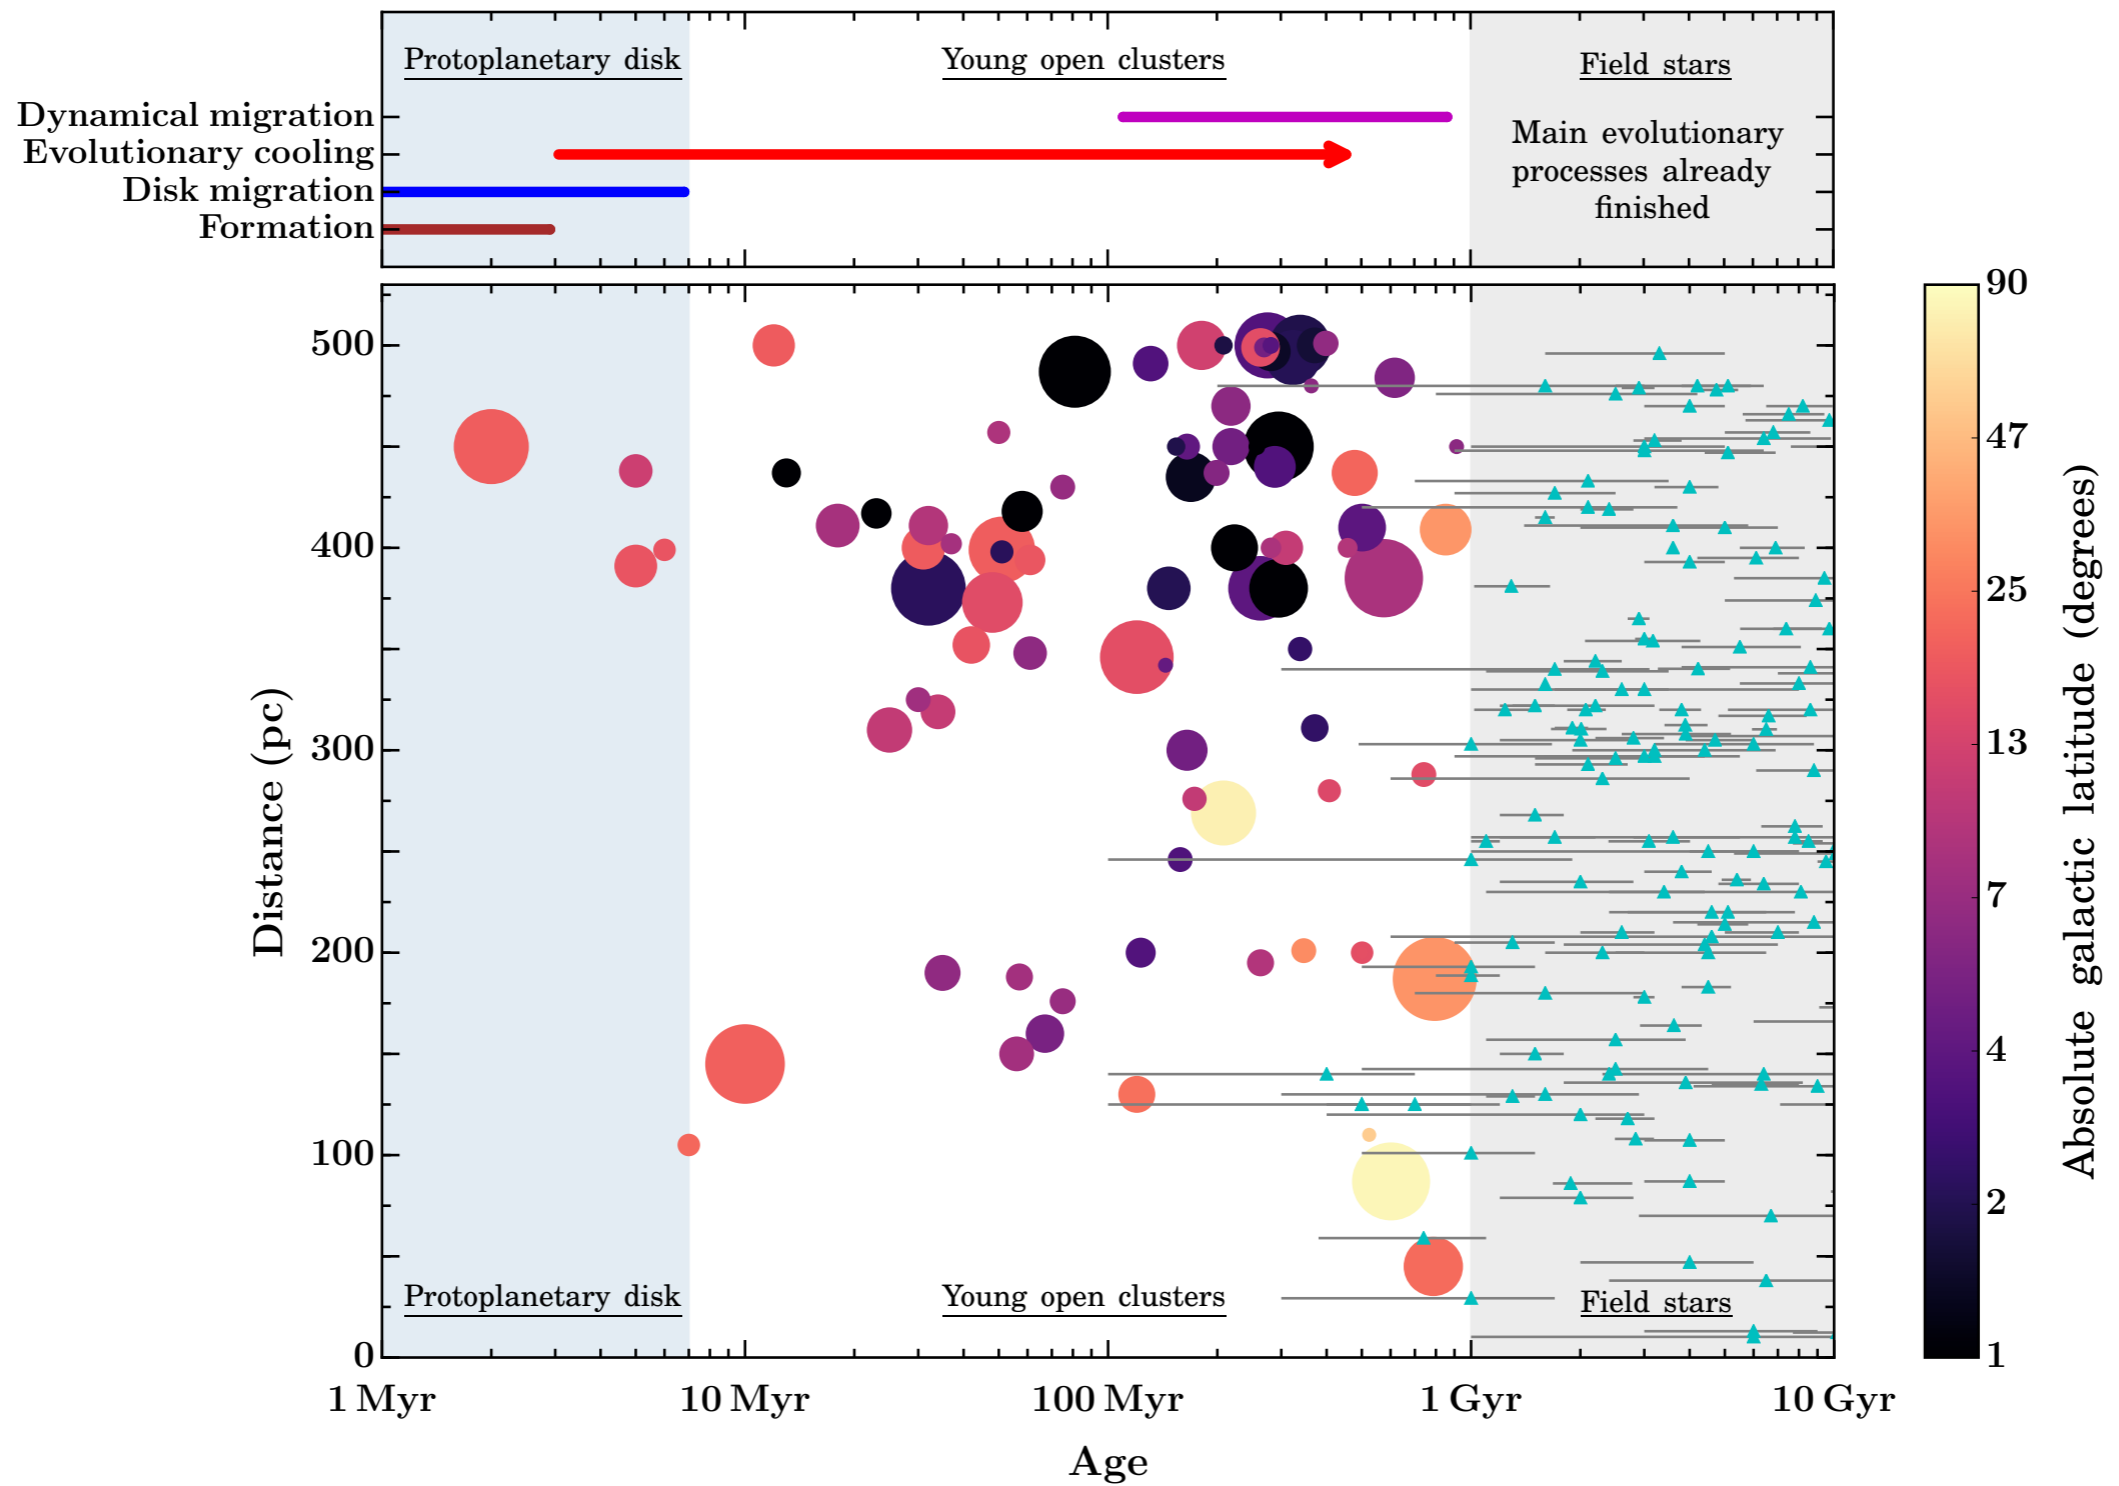 Protoplanetary disk
Young open clusters
Field stars
Dynamical migration
Evolutionary cooling
Disk migration
Formation
Main evolutionary
processes already
finished
500
400
300
200
100
0
Distance (pc)
Protoplanetary disk
Young open clusters
Field stars
1 Myr
10 Myr
100 Myr
1 Gyr
10 Gyr
Age
90
47
25
13
7
4
2
1
Absolute galactic latitude (degrees)